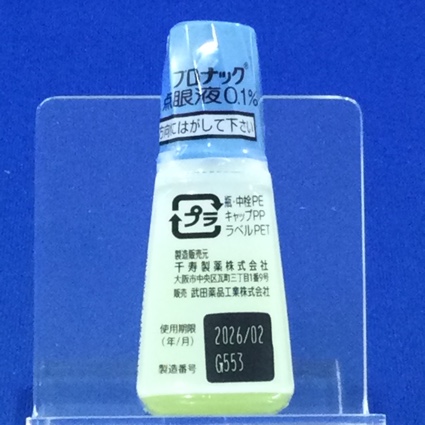 ブロナック®
点眼液0.1%
方向にはがして下さい
プラ
瓶・中栓PE
キャップPP
ラベルPET
製造販売元
千寿製薬株式会社
大阪市中央区瓦町三丁目1番9号
販売 武田薬品工業株式会社
使用期限
(年/月)
2026/02
製造番号
G553